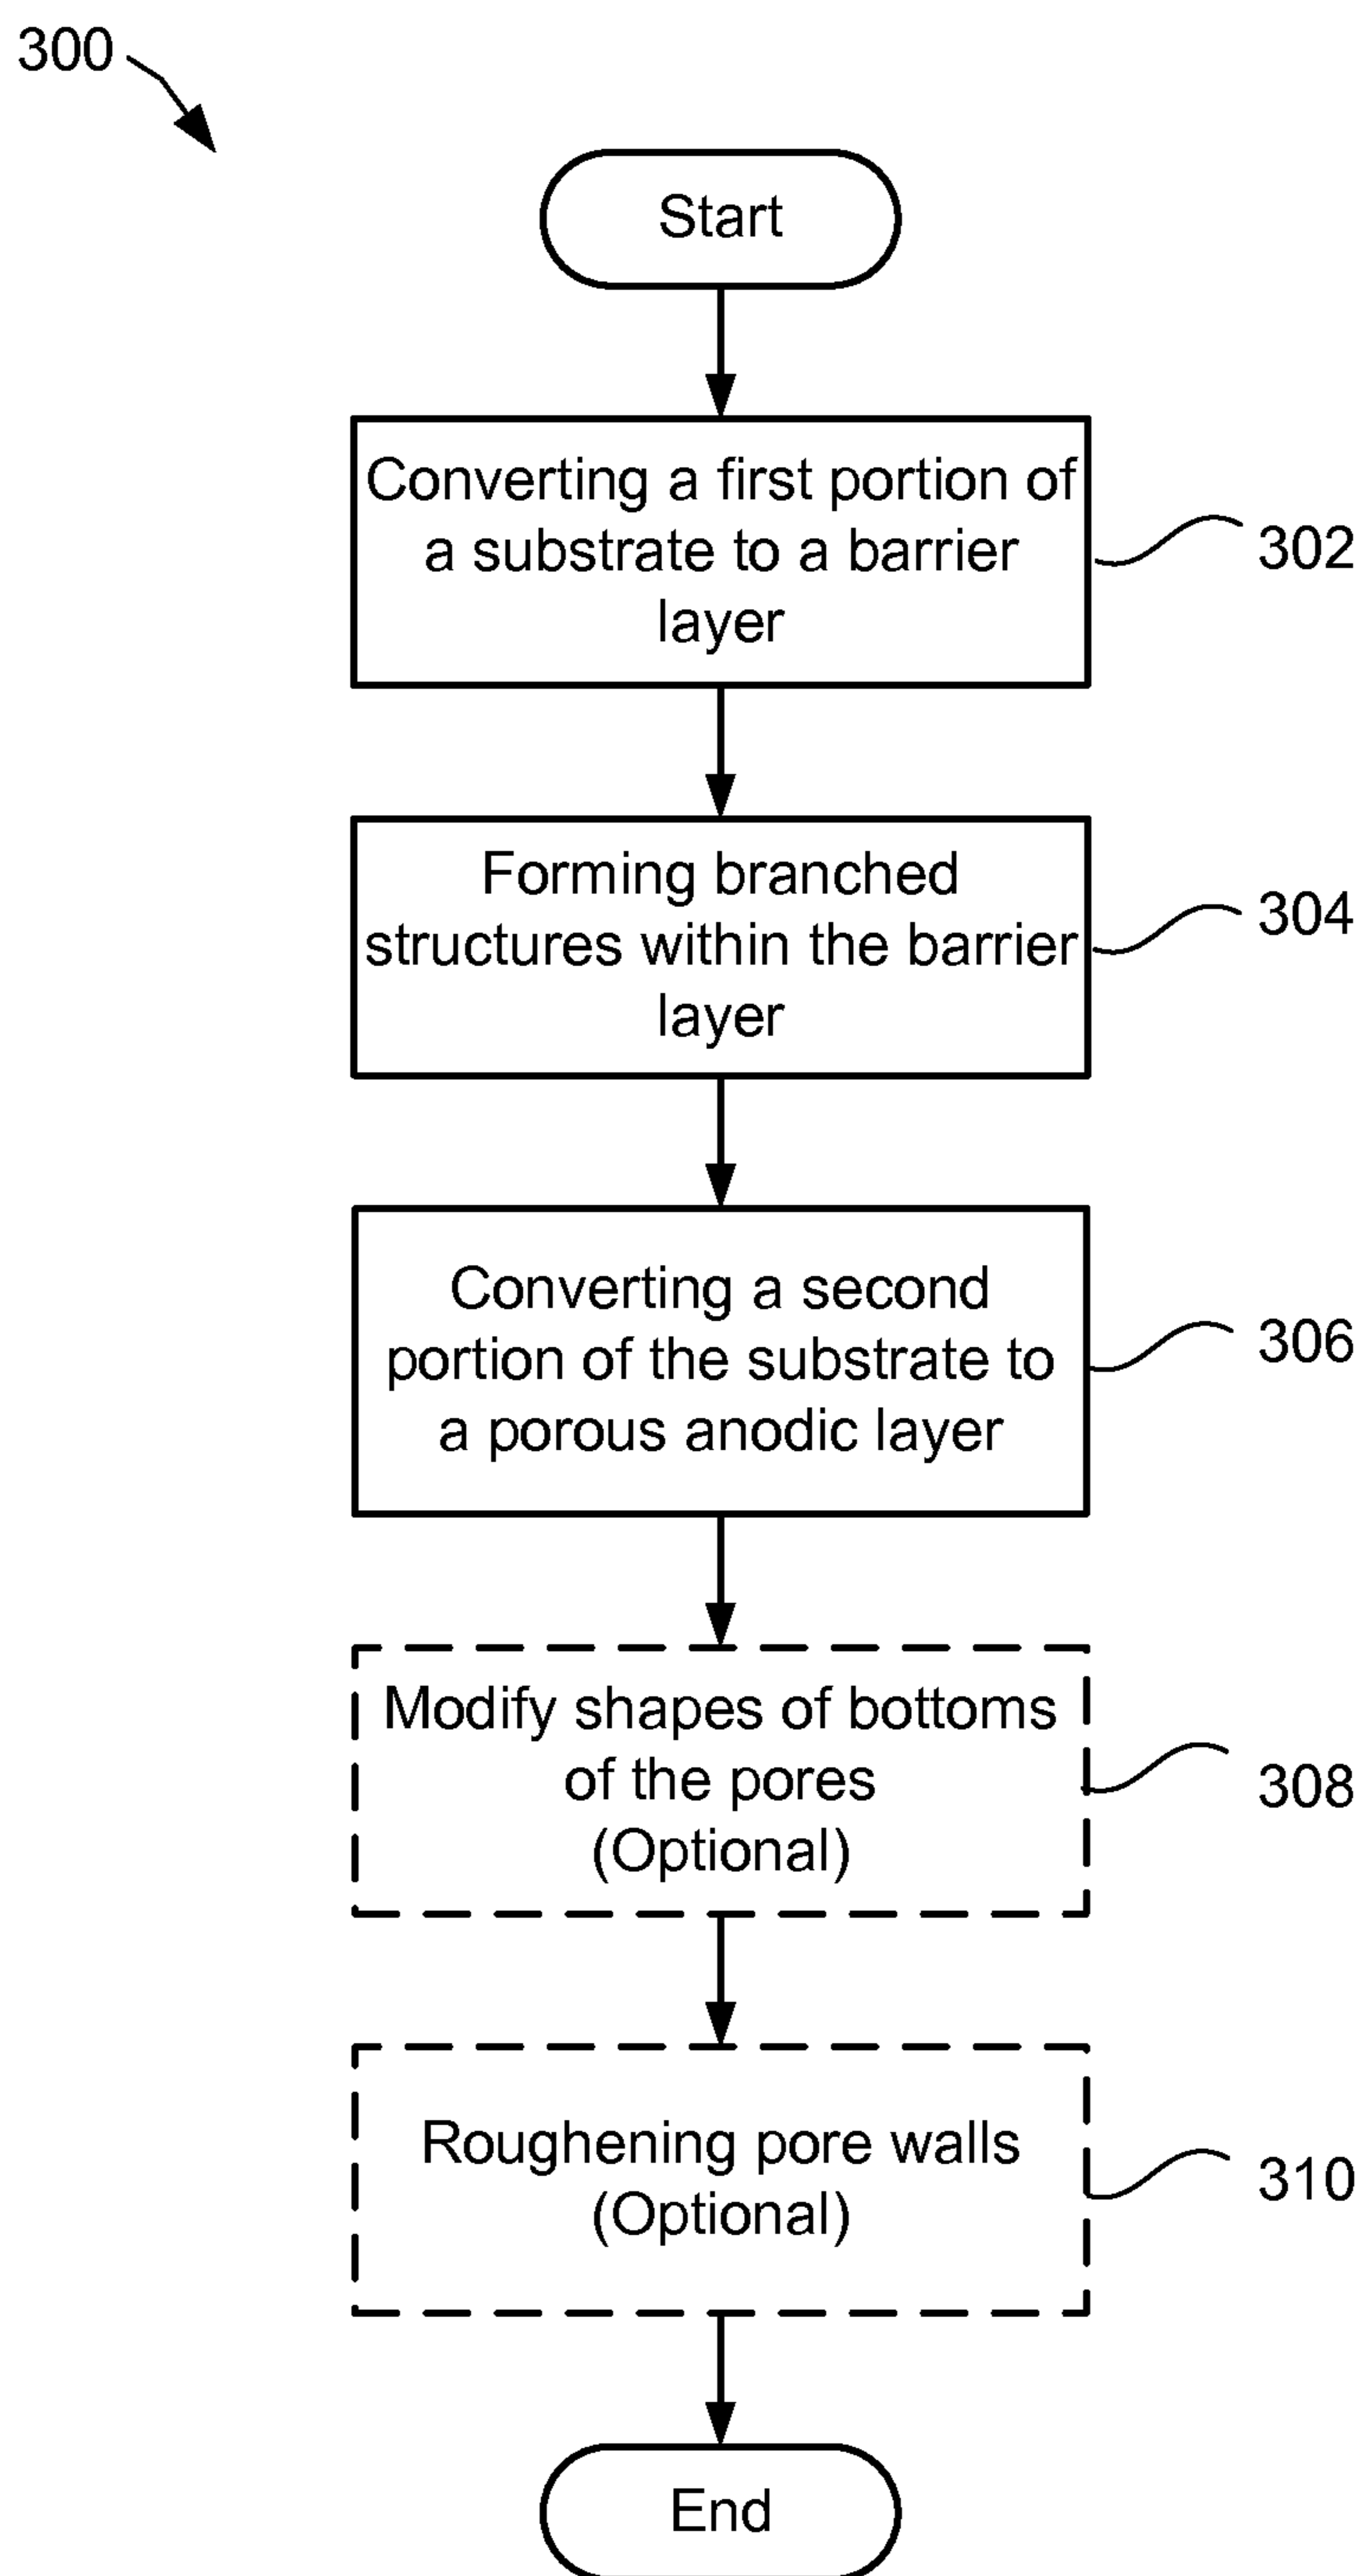 300
Start
Converting a first portion of
a substrate to a barrier
layer
302
Forming branched
structures within the barrier
layer
304
Converting a second
portion of the substrate to
a porous anodic layer
306
Modify shapes of bottoms
of the pores
(Optional)
308
Roughening pore walls
(Optional)
310
End